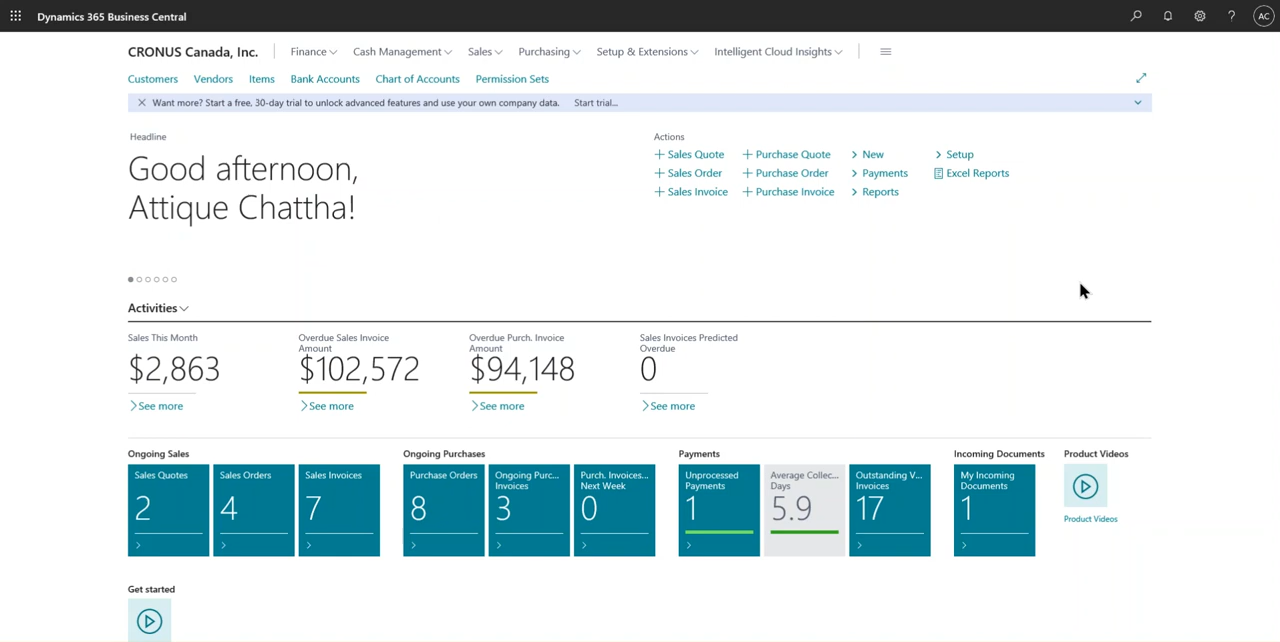 Dynamics 365 Business Central
AC
CRONUS Canada, Inc. Finance Cash Management Sales Purchasing Setup & Extensions Intelligent Cloud Insights
Customers Vendors Items Bank Accounts Chart of Accounts Permission Sets
Want more? Start a free, 30-day trial to unlock advanced features and use your own company data. Start trial...
Headline
Good afternoon,
Attique Chattha!
Actions
+ Sales Quote + Purchase Quote > New > Setup
+ Sales Order + Purchase Order > Payments Excel Reports
+ Sales Invoice + Purchase Invoice > Reports
Activities
Sales This Month
$2,863
>See more
Overdue Sales Invoice
Amount
$102,572
>See more
Overdue Purch. Invoice
Amount
$94,148
>See more
Sales Invoices Predicted
Overdue
0
>See more
Ongoing Sales
Sales Quotes
2
Sales Orders
4
Sales Invoices
7
Ongoing Purchases
Purchase Orders
8
Ongoing Purc...
Invoices
3
Purch. Invoices...
Next Week
0
Payments
Unprocessed
Payments
1
Average Collec...
Days
5.9
Outstanding V...
Invoices
17
Incoming Documents
My Incoming
Documents
1
Product Videos
Product Videos
Get started